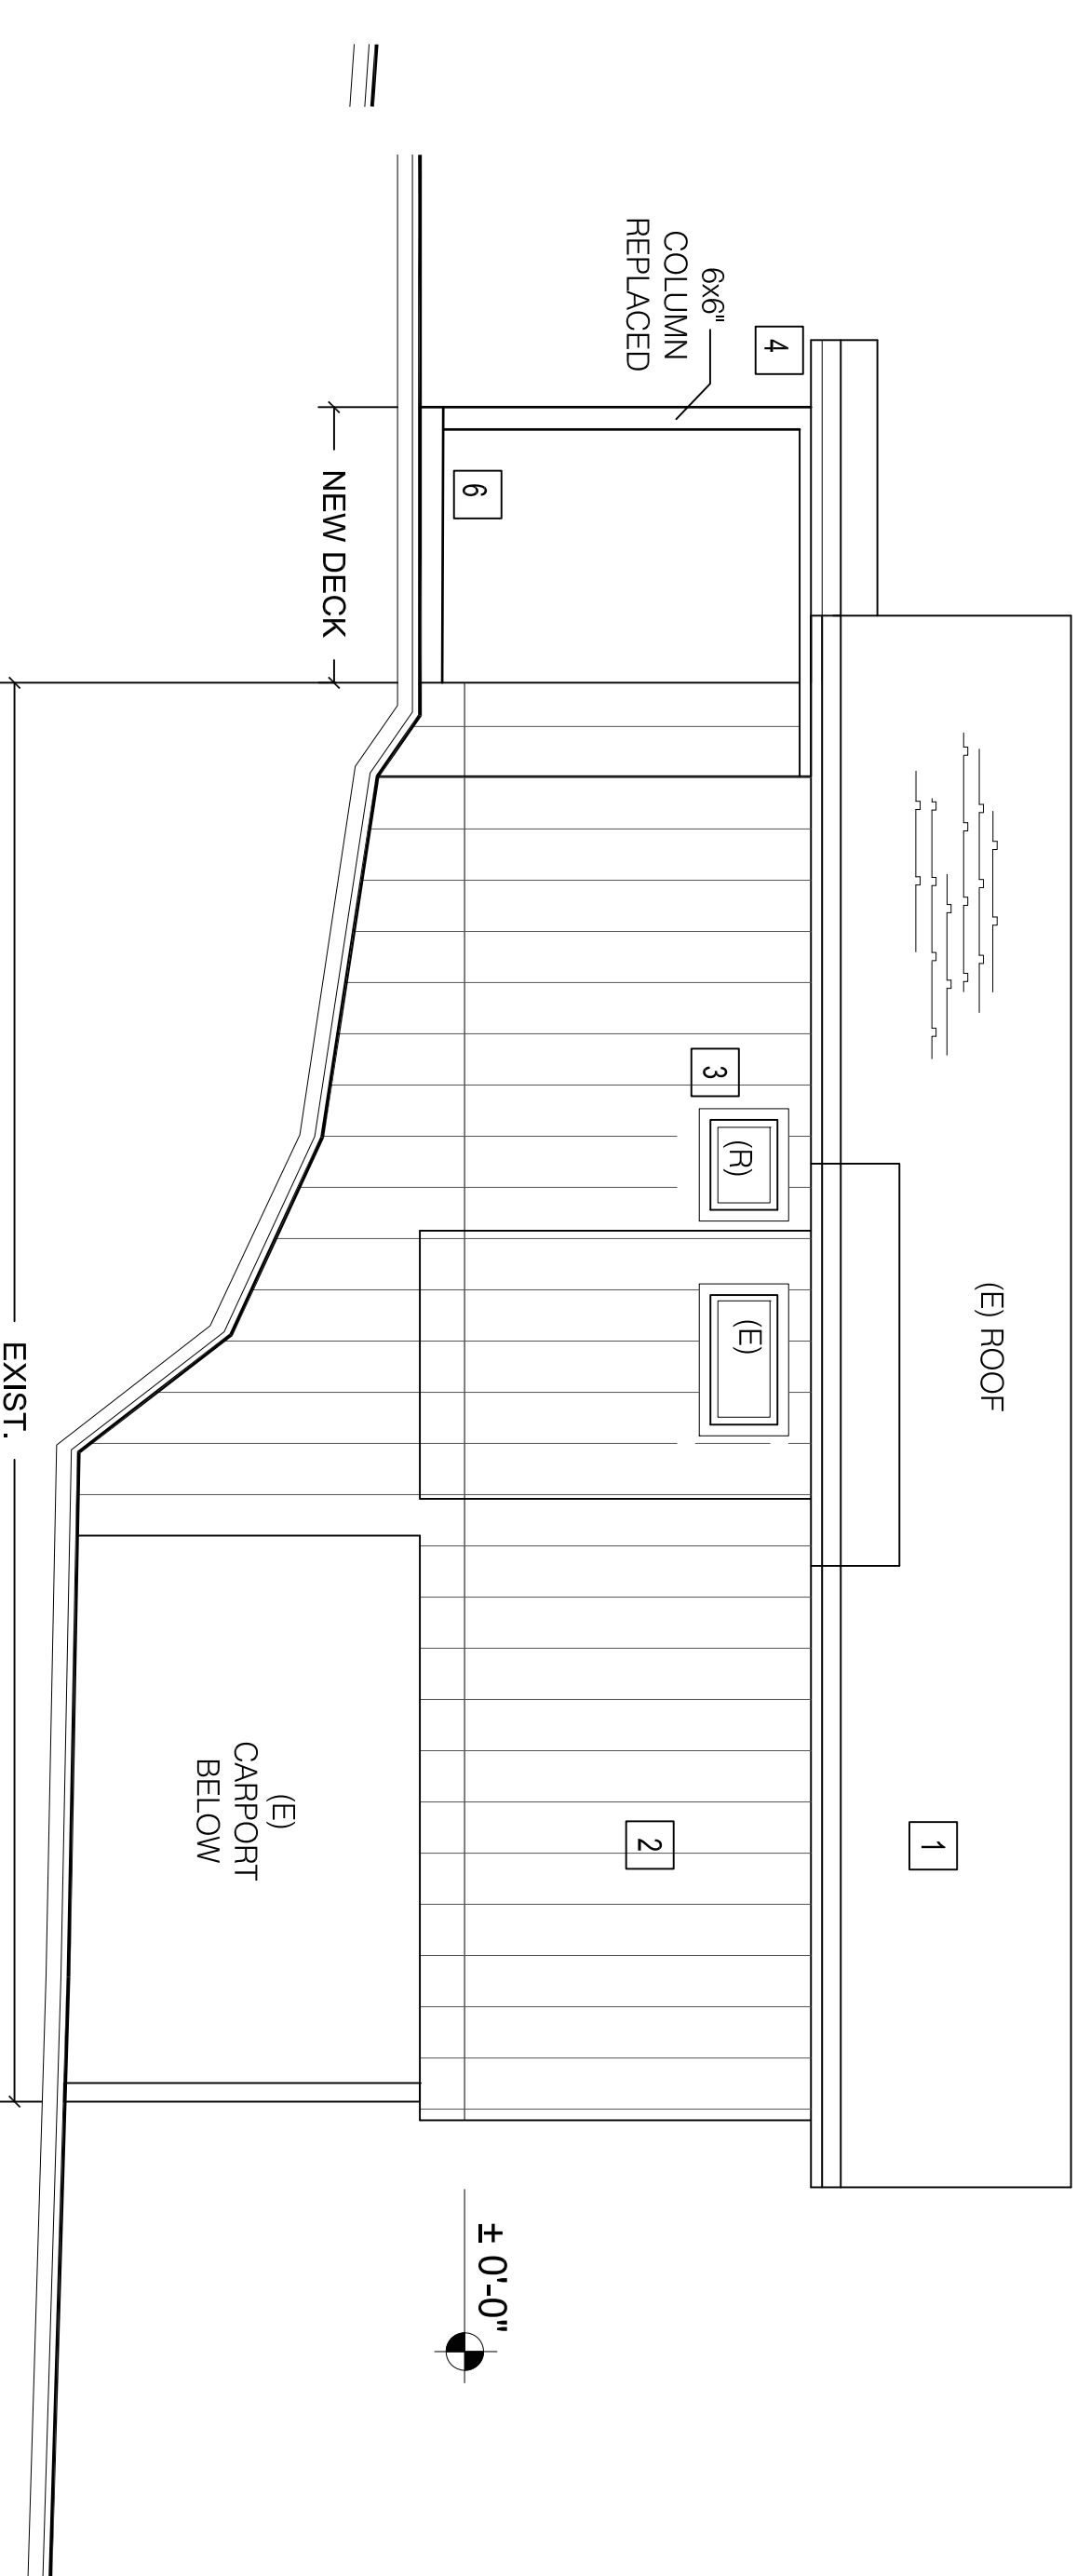 (E) ROOF
1
4
6x6"
COLUMN
REPLACED
3
(R)
(E)
2
6
± 0'-0"
NEW DECK
(E)
CARPORT
BELOW
EXIST.